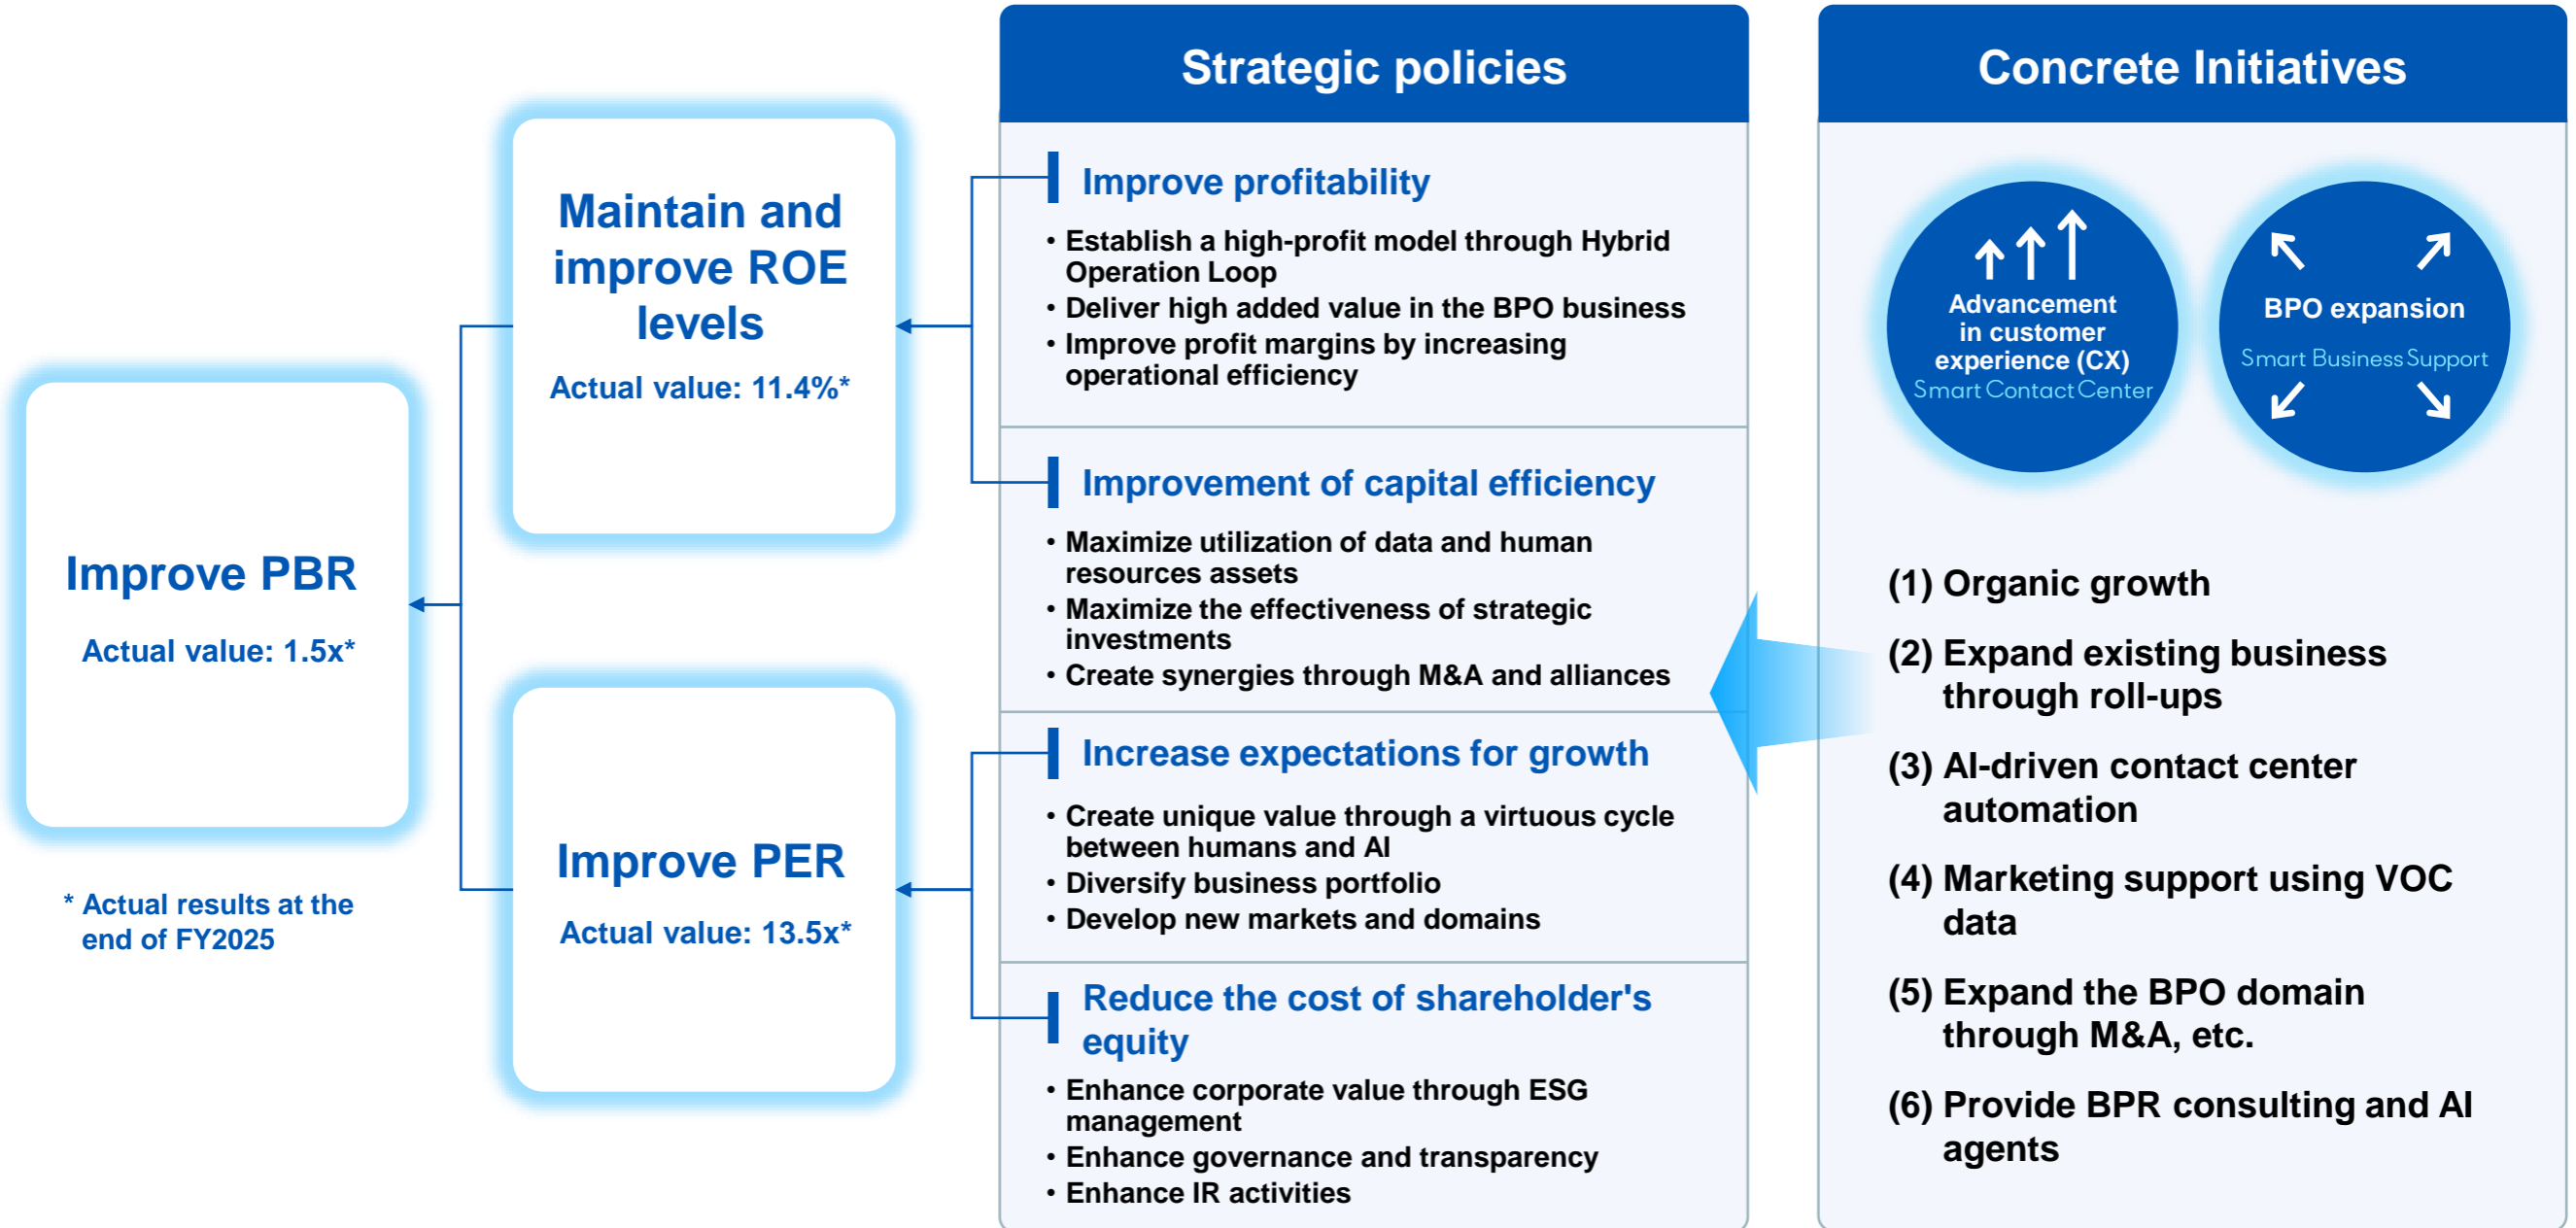 Improve PBR
Actual value: 1.5x*
* Actual results at the
end of FY2025
Maintain and
improve ROE
levels
Actual value: 11.4%*
Improve PER
Actual value: 13.5x*
Strategic policies
Improve profitability
・Establish a high-profit model through Hybrid
Operation Loop
・Deliver high added value in the BPO business
・Improve profit margins by increasing
operational efficiency
Improvement of capital efficiency
・Maximize utilization of data and human
resources assets
・Maximize the effectiveness of strategic
investments
・Create synergies through M&A and alliances
Increase expectations for growth
・Create unique value through a virtuous cycle
between humans and AI
・Diversify business portfolio
・Develop new markets and domains
Reduce the cost of shareholder's
equity
・Enhance corporate value through ESG
management
・Enhance governance and transparency
・Enhance IR activities
Concrete Initiatives
Advancement
in customer
experience (CX)
Smart Contact Center
BPO expansion
Smart Business Support
(1) Organic growth
(2) Expand existing business
through roll-ups
(3) AI-driven contact center
automation
(4) Marketing support using VOC
data
(5) Expand the BPO domain
through M&A, etc.
(6) Provide BPR consulting and AI
agents